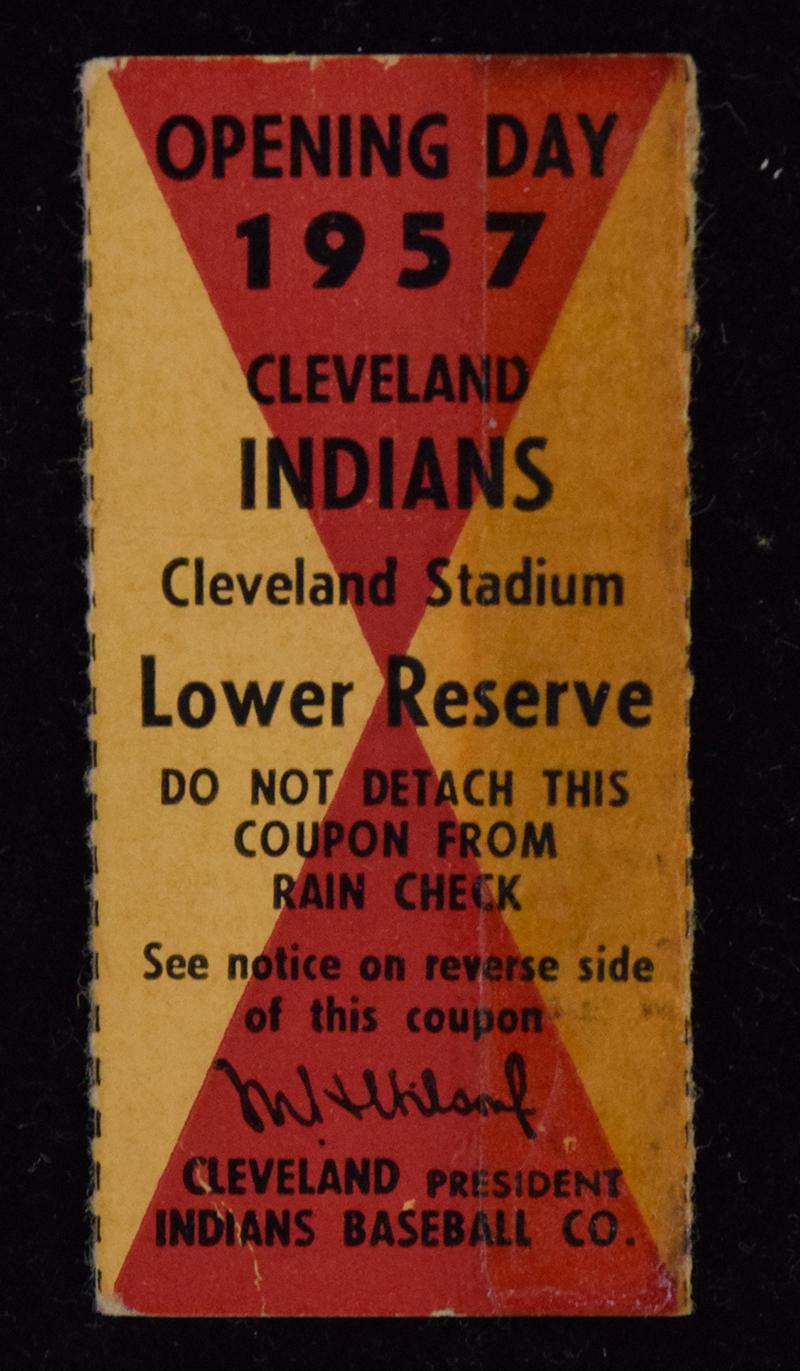 OPENING DAY
1957
CLEVELAND
INDIANS
Cleveland Stadium
Lower Reserve
DO NOT DETACH THIS
COUPON FROM
RAIN CHECK
See notice on reverse side
of this coupon
CLEVELAND PRESIDENT
INDIANS BASEBALL CO.